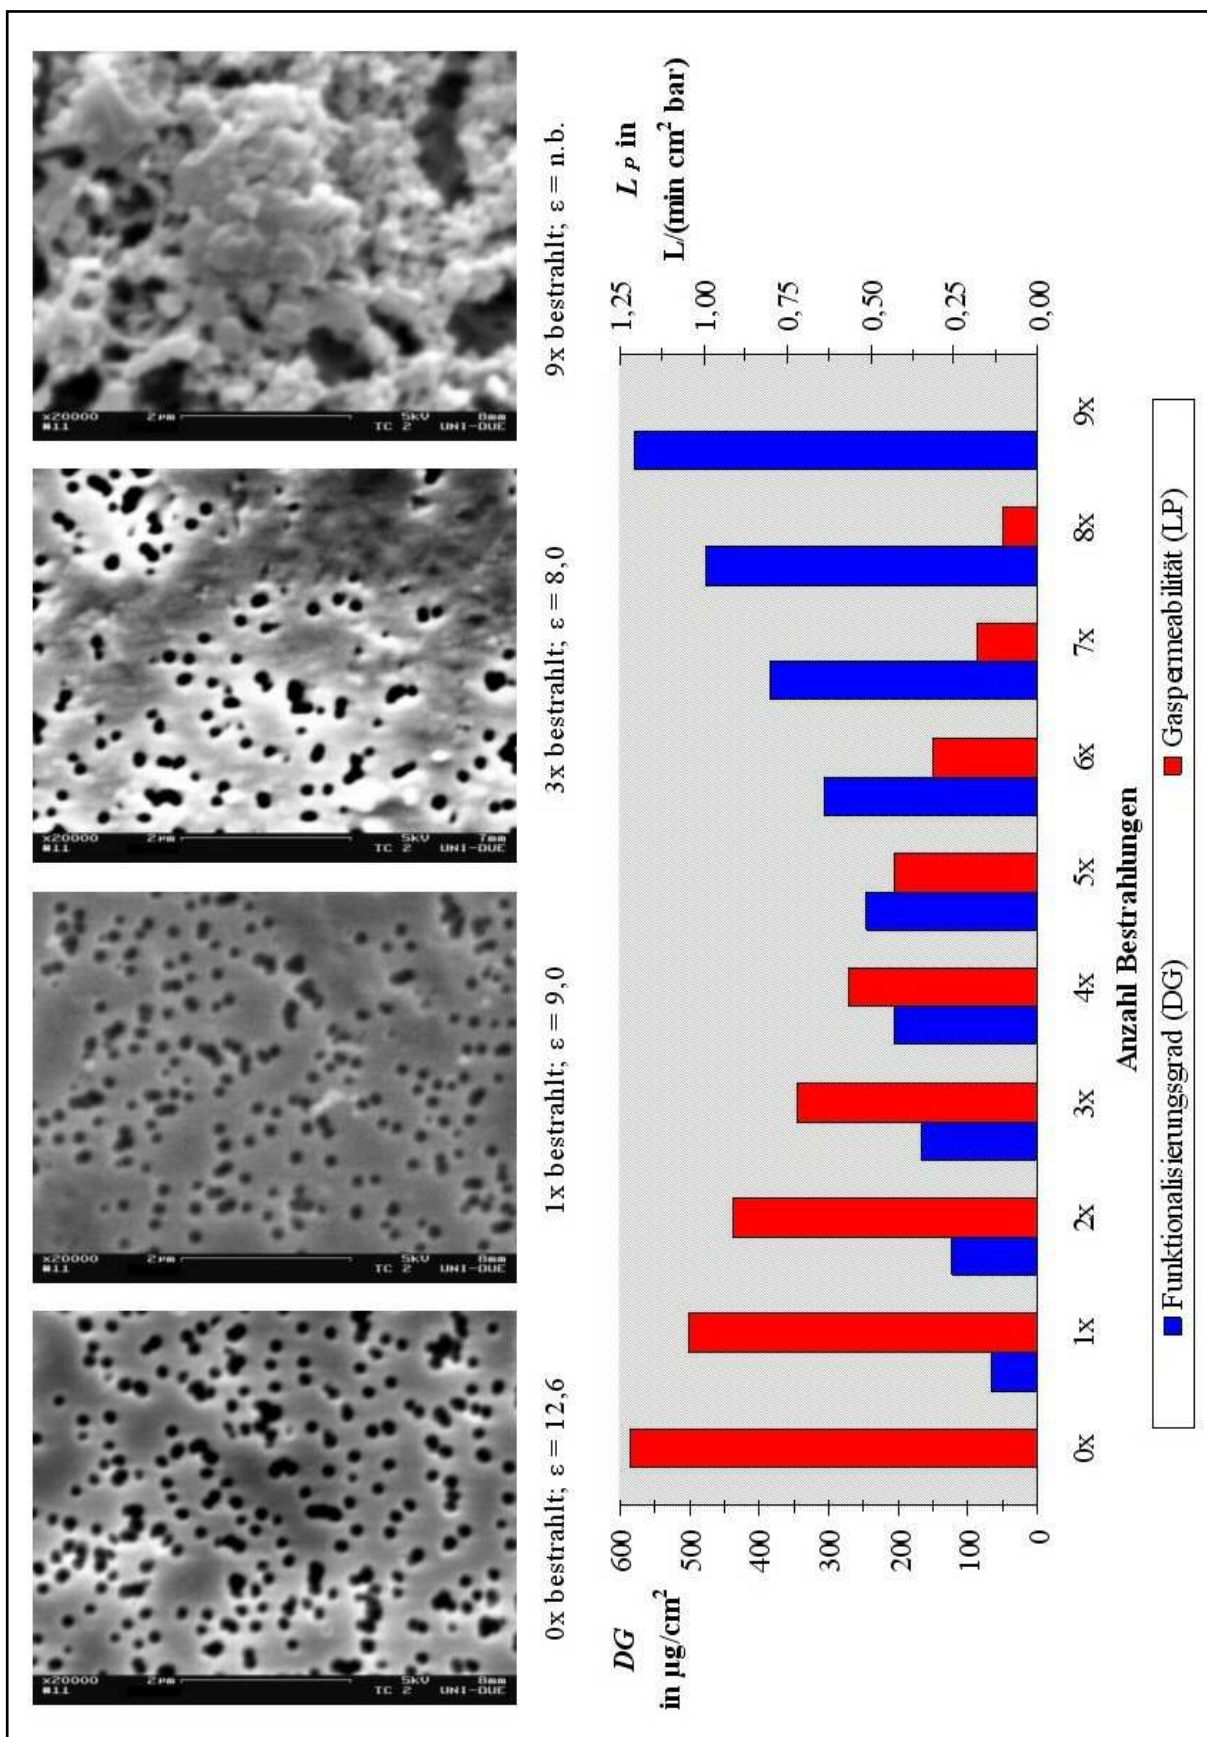 x20000 2µm 5kV 8mm
#11 TC 2 UNI-DUE
x20000 2µm 5kV 8mm
#11 TC 2 UNI-DUE
x20000 2µm 5kV 7mm
#11 TC 2 UNI-DUE
x20000 2µm 5kV 8mm
#11 TC 2 UNI-DUE
0x bestrahlt; ε = 12,6
1x bestrahlt; ε = 9,0
3x bestrahlt; ε = 8,0
9x bestrahlt; ε = n.b.
DG
in µg/cm²
L P in
L/(min cm² bar)
600
500
400
300
200
100
0
1,25
1,00
0,75
0,50
0,25
0,00
0x 1x 2x 3x 4x 5x 6x 7x 8x 9x
Anzahl Bestrahlungen
Funktionalisierungsgrad (DG) Gaspermeabilität (LP)